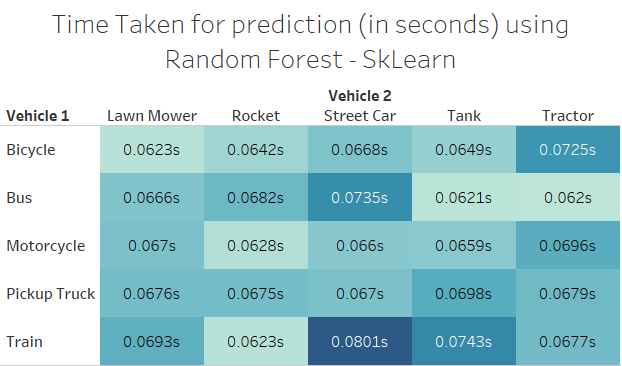 Time Taken for prediction (in seconds) using
Random Forest - SkLearn
Vehicle 2
Vehicle 1 Lawn Mower Rocket Street Car Tank Tractor
Bicycle 0.0623s 0.0642s 0.0668s 0.0649s 0.0725s
Bus 0.0666s 0.0682s 0.0735s 0.0621s 0.062s
Motorcycle 0.067s 0.0628s 0.066s 0.0659s 0.0696s
Pickup Truck 0.0676s 0.0675s 0.067s 0.0698s 0.0679s
Train 0.0693s 0.0623s 0.0801s 0.0743s 0.0677s